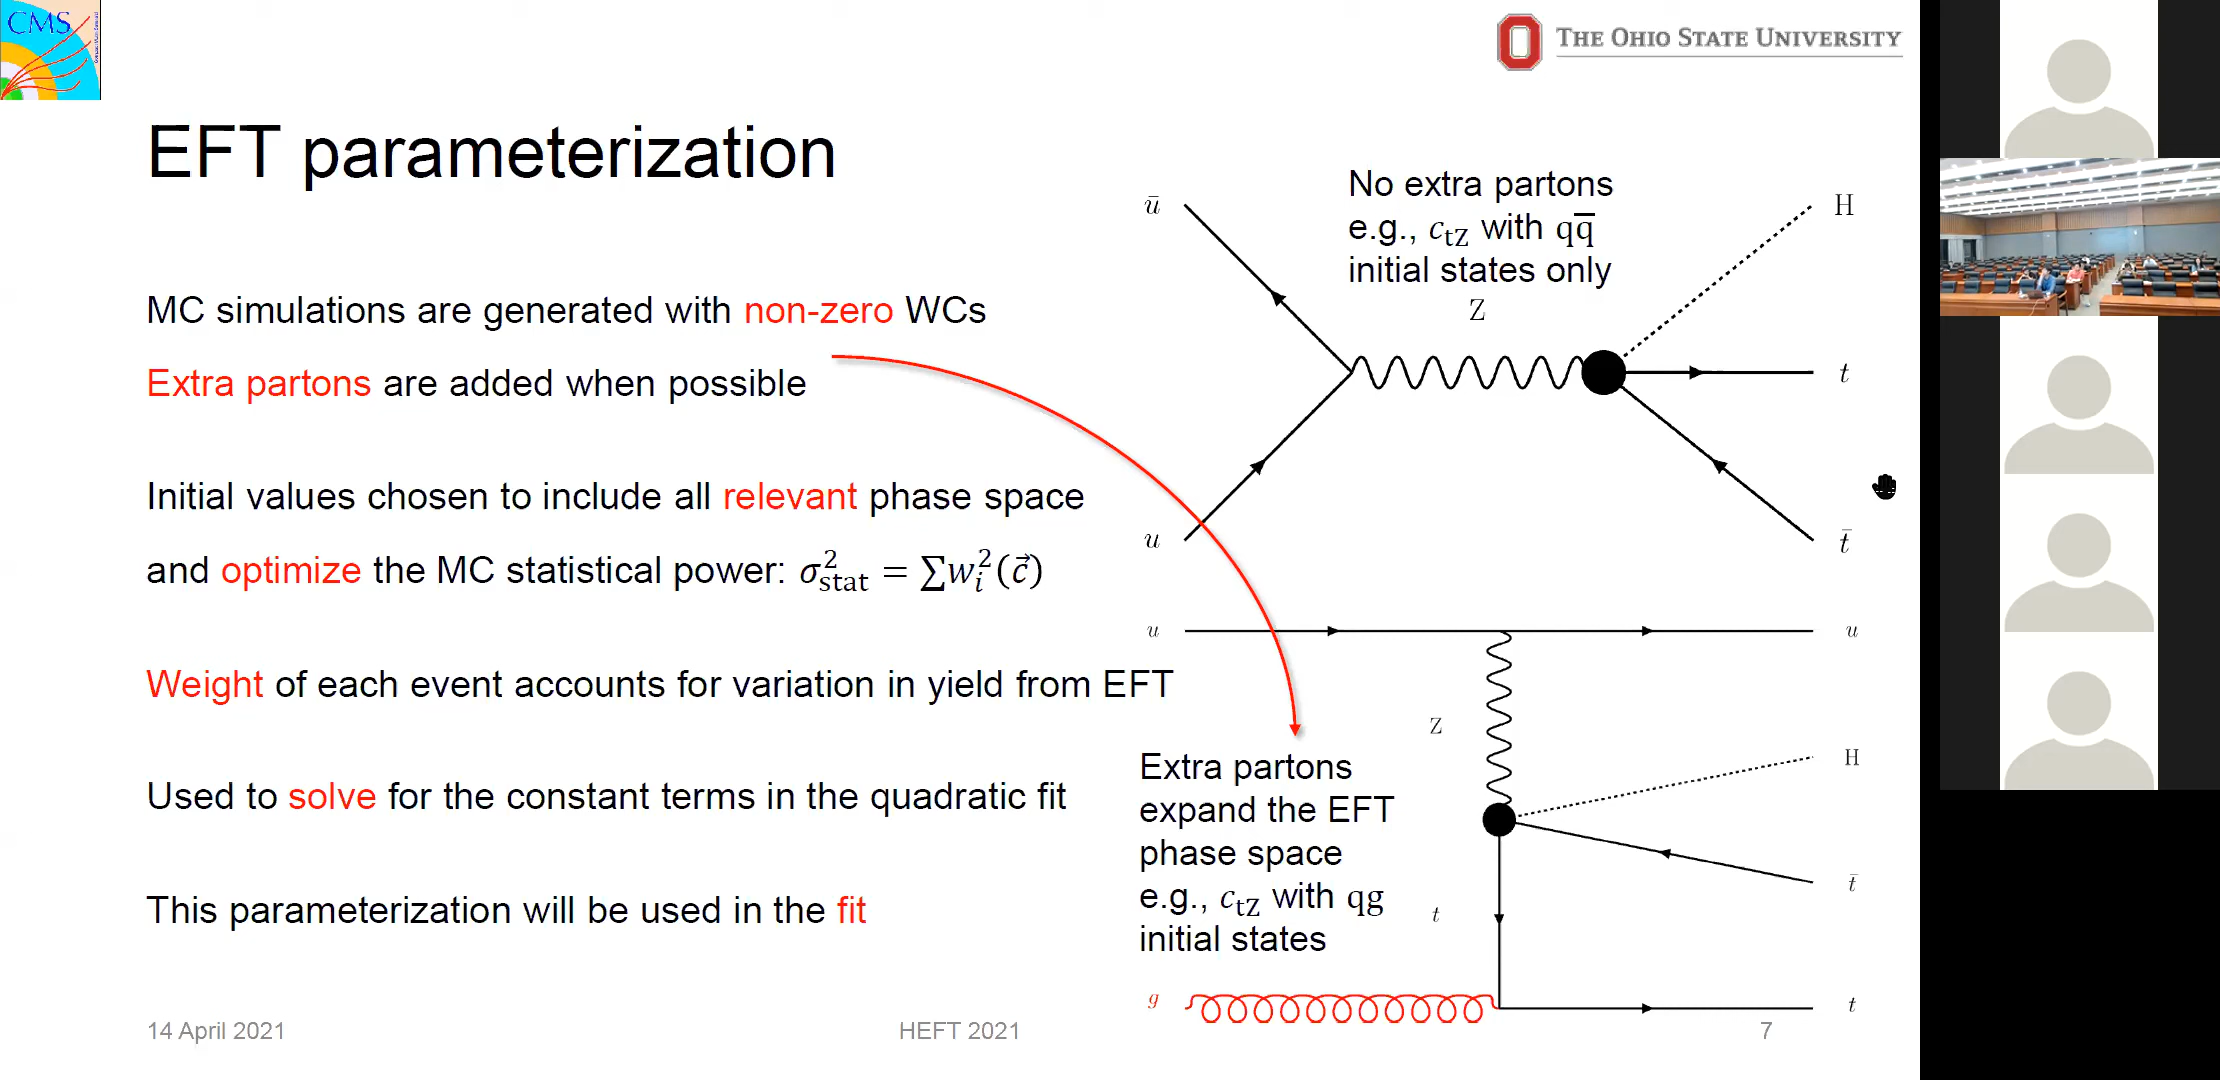 CMS
THE OHIO STATE UNIVERSITY
EFT parameterization
MC simulations are generated with non-zero WCs
Extra partons are added when possible
Initial values chosen to include all relevant phase space
and optimize the MC statistical power: σ²stat = ∑wᵢ²(c⃗)
Weight of each event accounts for variation in yield from EFT
Used to solve for the constant terms in the quadratic fit
This parameterization will be used in the fit
No extra partons
e.g., ctZ with qq̅
initial states only
ū
Z
H
t
u
t̄
u
u
Z
H
Extra partons
expand the EFT
phase space
e.g., ctZ with qg
initial states
t̄
t
g
t
14 April 2021
HEFT 2021
7